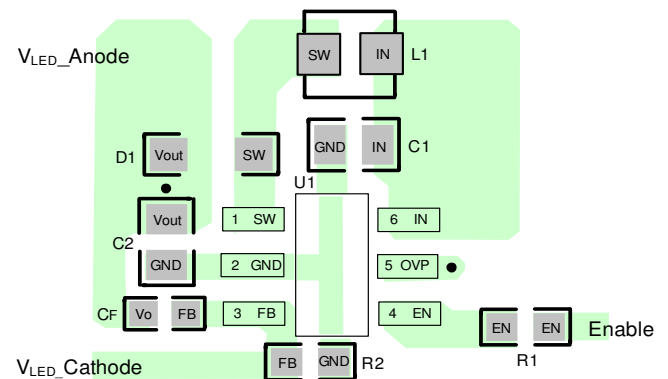 SW IN L1
VLED_Anode
D1 Vout SW GND IN C1
U1
Vout 1 SW 6 IN
C2
GND 2 GND 5 OVP
CF Vo FB 3 FB 4 EN
EN EN Enable
R1
VLED_Cathode FB GND R2